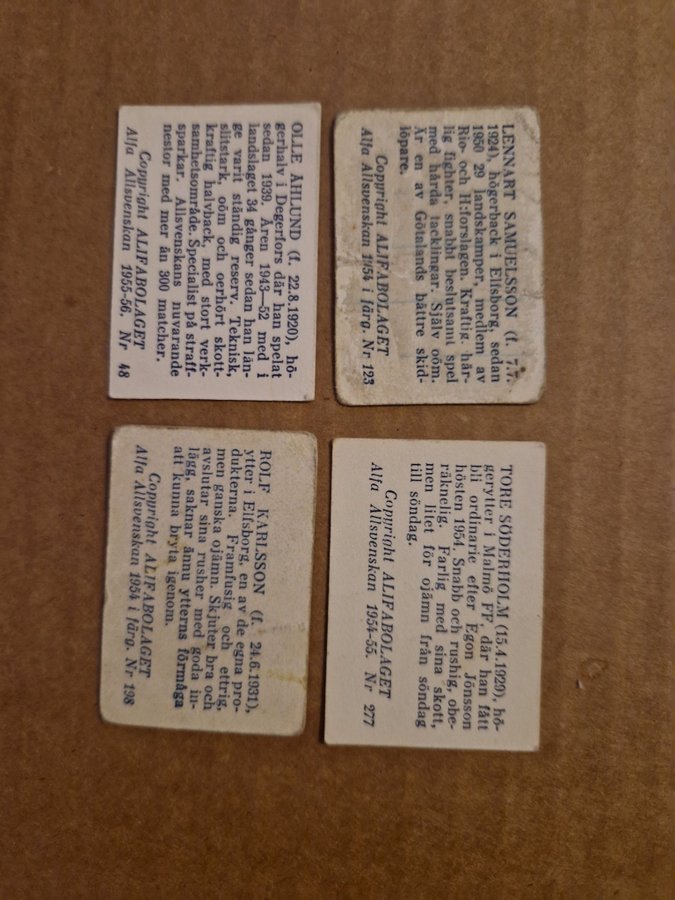 LENNART SAMUELSSON (f. 7.7.
1924), högerback i Elfsborg, sedan
1950 29 landskamper, medlem av
Rio- och H:forslagen. Kraftig, här-
lig fighter, snabbt beslutsamt spel
med hårda tacklingar. Själv oöm.
Är en av Götalands bättre skid-
löpare.
Copyright ALIFABOLAGET
Alfa Allsvenskan 1954 i färg. Nr 123
TORE SÖDERHOLM (15.4.1929), hö-
gerytter i Malmö FF, där han fått
bli ordinarie efter Egon Jönsson
hösten 1954. Snabb och rushig, obe-
räknelig. Farlig med sina skott,
men litet för ojämn från söndag
till söndag.
Copyright ALIFABOLAGET
Alfa Allsvenskan 1954-55. Nr 277
OLLE ÅHLUND (f. 22.8.1920), hö-
gerhalv i Degerfors där han spelat
sedan 1939. Åren 1943—52 med i
landslaget 34 gånger sedan han län-
ge varit ständig reserv. Teknisk,
slitstark, oöm och oerhört skott-
kraftig halvback, med stort verk-
samhetsområde. Specialist på straff-
sparkar. Allsvenskans nuvarande
nestor med mer än 300 matcher.
Copyright ALIFABOLAGET
Alfa Allsvenskan 1955-56. Nr 48
ROLF KARLSSON (f. 24.6.1931),
ytter i Elfsborg, en av de egna pro-
dukterna. Framfusig och ettrig,
men ganska ojämn. Skjuter bra och
avslutar sina rusher med goda in-
lägg, saknar ännu ytterns förmåga
att kunna bryta igenom.
Copyright ALIFABOLAGET
Alfa Allsvenskan 1954 i färg. Nr 198